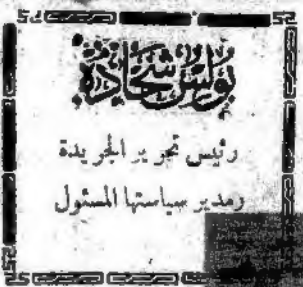 بولس شحادة
رئيس تحرير الجريدة
ومدير سياستها المسئول